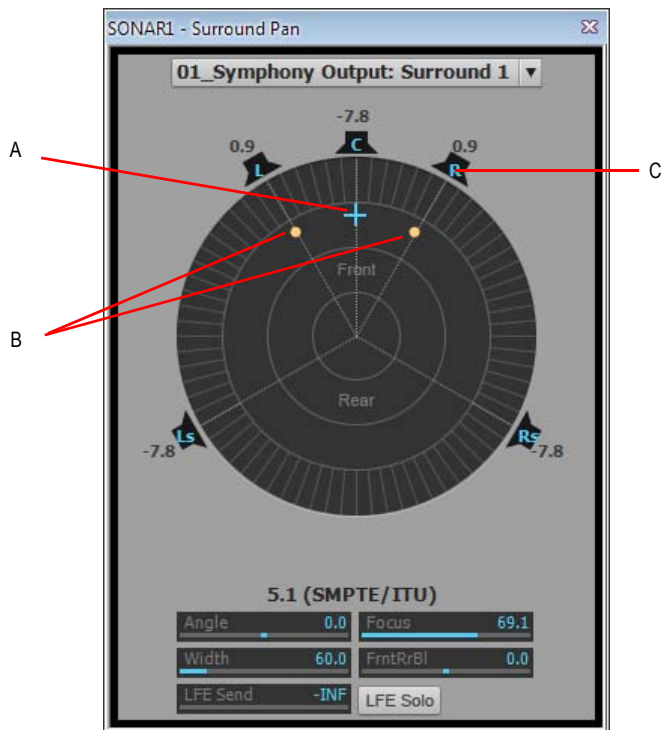 SONAR1 - Surround Pan
01_Symphony Output: Surround 1
-7.8
A
0.9
C
0.9
L
R
C
Front
B
Rear
Ls
Rs
-7.8
-7.8
5.1 (SMPTE/ITU)
Angle 0.0 Focus 69.1
Width 60.0 FrntRrBl 0.0
LFE Send -INF LFE Solo